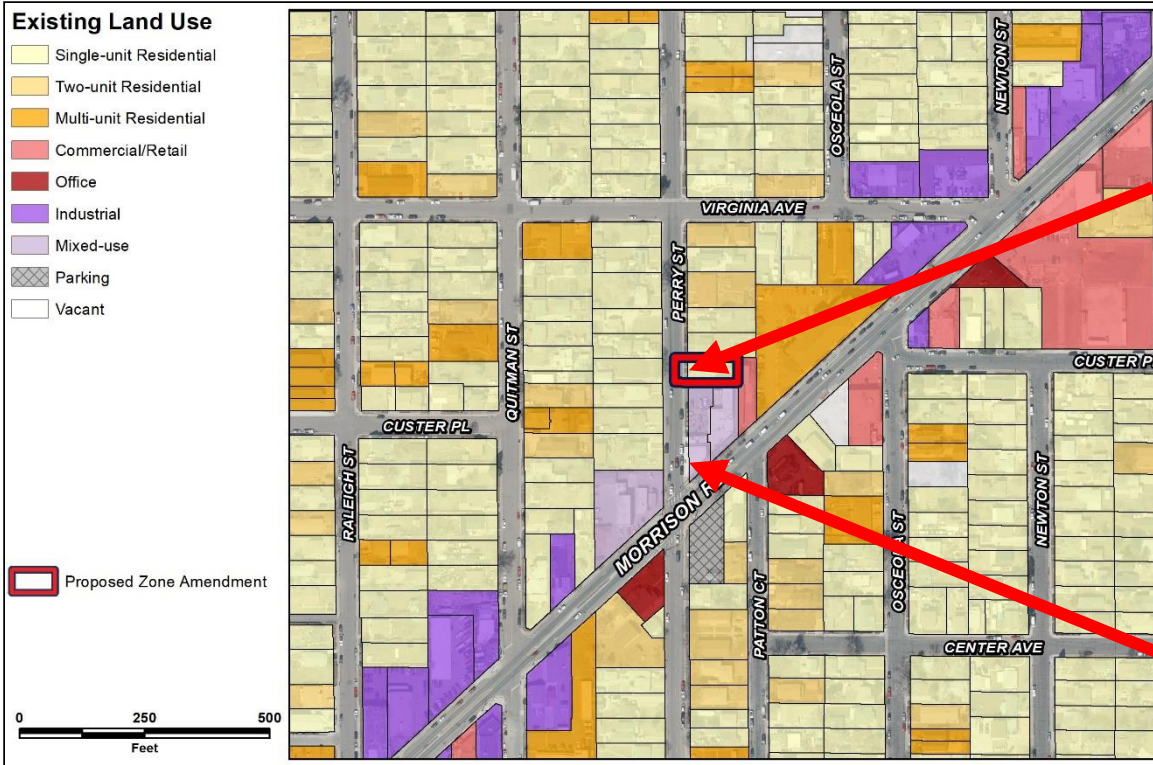 Existing Land Use
Single-unit Residential
Two-unit Residential
Multi-unit Residential
Commercial/Retail
Office
Industrial
Mixed-use
Parking
Vacant
Proposed Zone Amendment
0 250 500
Feet
OSCEOLA ST
NEWTON ST
VIRGINIA AVE
PERRY ST
QUITMAN ST
CUSTER PL
CUSTER PL
RALEIGH ST
MORRISON
PATTON CT
OSCEOLA ST
NEWTON ST
CENTER AVE